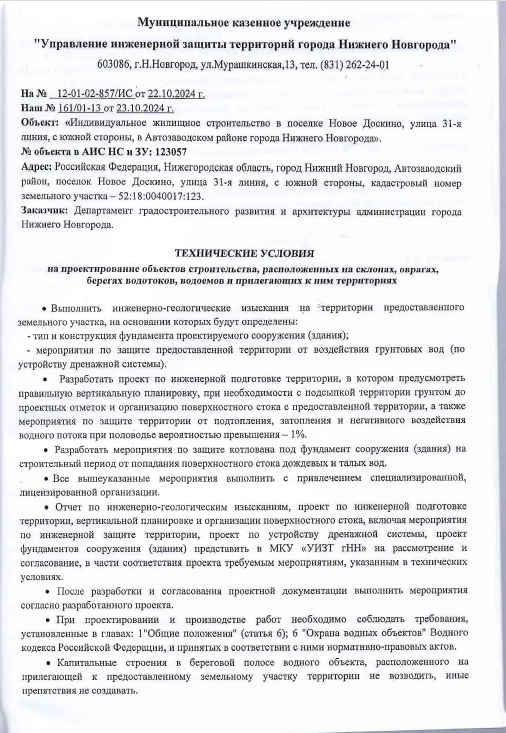 Муниципальное казенное учреждение
"Управление инженерной защиты территорий города Нижнего Новгорода"
603086, г.Н.Новгород, ул.Мурашкинская,13, тел. (831) 262-24-01
На № 12-01-02-857/ИС от 22.10.2024 г.
Наш № 161/01-13 от 23.10.2024 г.
Объект: «Индивидуальное жилищное строительство в поселке Новое Доскино, улица 31-я
линия, с южной стороны, в Автозаводском районе города Нижнего Новгорода».
№ объекта в АИС НС и ЗУ: 123057
Адрес: Российская Федерация, Нижегородская область, город Нижний Новгород, Автозаводский
район, поселок Новое Доскино, улица 31-я линия, с южной стороны, кадастровый номер
земельного участка – 52:18:0040017:123.
Заказчик: Департамент градостроительного развития и архитектуры администрации города
Нижнего Новгорода.
ТЕХНИЧЕСКИЕ УСЛОВИЯ
на проектирование объектов строительства, расположенных на склонах, оврагах,
берегах водотоков, водоемов и прилегающих к ним территориях
• Выполнить инженерно-геологические изыскания на территории предоставленного
земельного участка, на основании которых будут определены:
- тип и конструкция фундамента проектируемого сооружения (здания);
- мероприятия по защите предоставленной территории от воздействия грунтовых вод (по
устройству дренажной системы).
• Разработать проект по инженерной подготовке территории, в котором предусмотреть
правильную вертикальную планировку, при необходимости с подсыпкой территории грунтом до
проектных отметок и организацию поверхностного стока с предоставленной территории, а также
мероприятия по защите территории от подтопления, затопления и негативного воздействия
водного потока при половодье вероятностью превышения – 1%.
• Разработать мероприятия по защите котлована под фундамент сооружения (здания) на
строительный период от попадания поверхностного стока дождевых и талых вод.
• Все вышеуказанные мероприятия выполнить с привлечением специализированной,
лицензированной организации.
• Отчет по инженерно-геологическим изысканиям, проект по инженерной подготовке
территории, вертикальной планировке и организации поверхностного стока, включая мероприятия
по инженерной защите территории, проект по устройству дренажной системы, проект
фундаментов сооружения (здания) представить в МКУ «УИЗТ гНН» на рассмотрение и
согласование, в части соответствия проекта требуемым мероприятиям, указанным в технических
условиях.
• После разработки и согласования проектной документации выполнить мероприятия
согласно разработанного проекта.
• При проектировании и производстве работ необходимо соблюдать требования,
установленные в главах: 1"Общие положения" (статья 6); 6 "Охрана водных объектов" Водного
кодекса Российской Федерации, и принятых в соответствии с ними нормативно-правовых актов.
• Капитальные строения в береговой полосе водного объекта, расположенного на
прилегающей к предоставленному земельному участку территории не возводить, иные
препятствия не создавать.